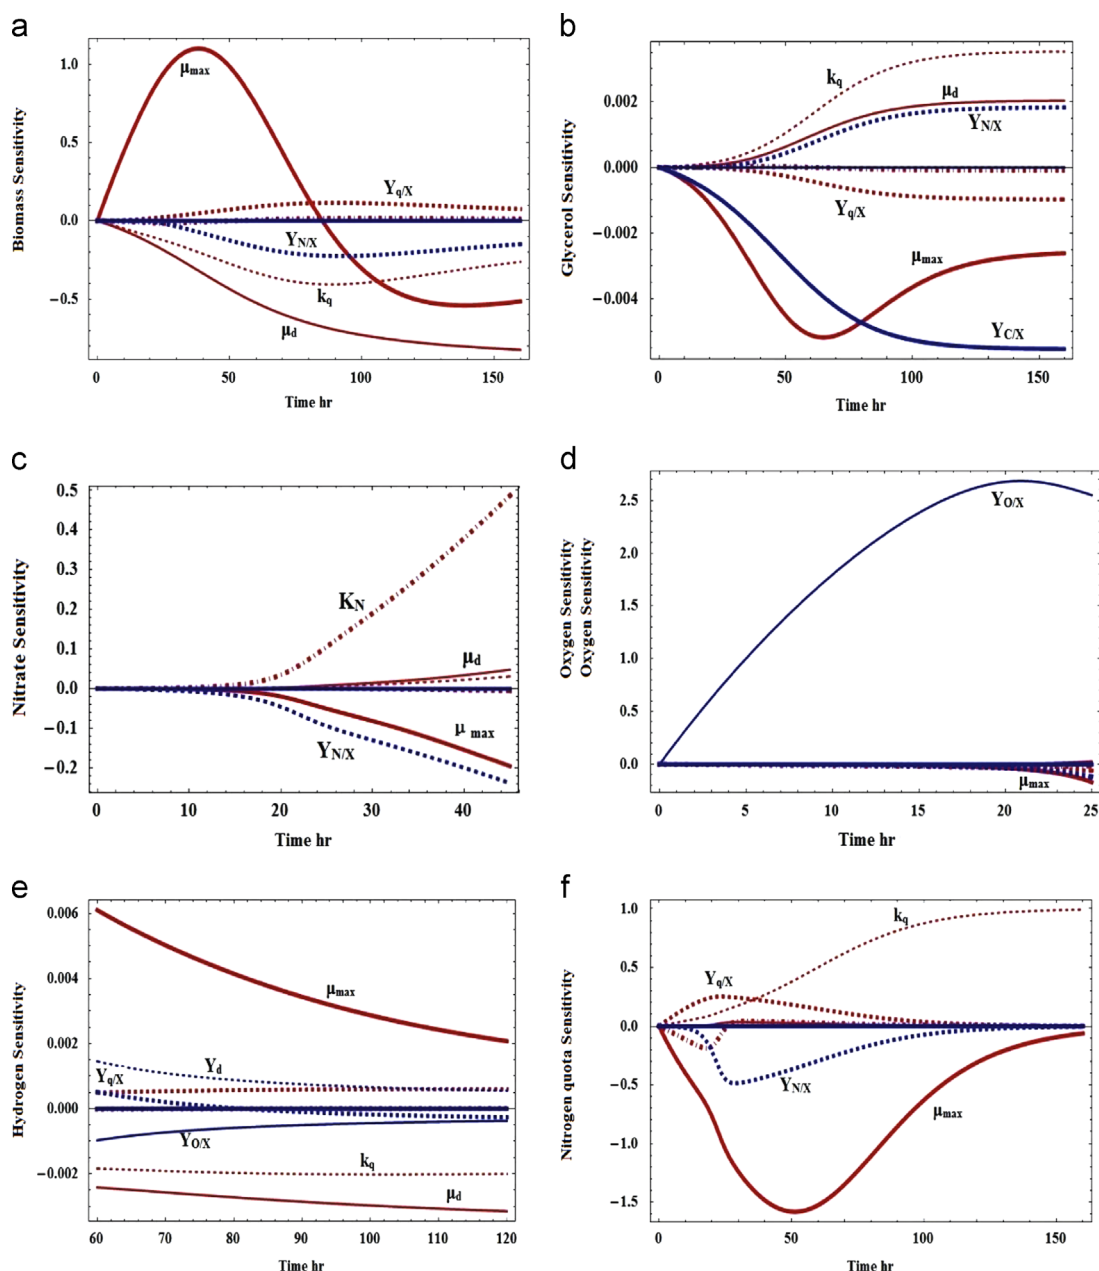 a
1.0
0.5
0.0
−0.5
μmax
Yq/X
YN/X
kq
μd
Biomass Sensitivity
0
50
100
150
Time hr
b
0.002
0.000
−0.002
−0.004
kq
μd
YN/X
Yq/X
μmax
YC/X
Glycerol Sensitivity
0
50
100
150
Time hr
c
0.5
0.4
0.3
0.2
0.1
0.0
−0.1
−0.2
KN
μd
μ max
YN/X
Nitrate Sensitivity
0
10
20
30
40
Time hr
d
2.5
2.0
1.5
1.0
0.5
0.0
YO/X
μmax
Oxygen Sensitivity
Oxygen Sensitivity
0
5
10
15
20
25
Time hr
e
0.006
0.004
0.002
0.000
−0.002
μmax
Yd
Yq/X
YO/X
kq
μd
Hydrogen Sensitivity
60
70
80
90
100
110
120
Time hr
f
1.0
0.5
0.0
−0.5
−1.0
−1.5
kq
Yq/X
YN/X
μmax
Nitrogen quota Sensitivity
0
50
100
150
Time hr